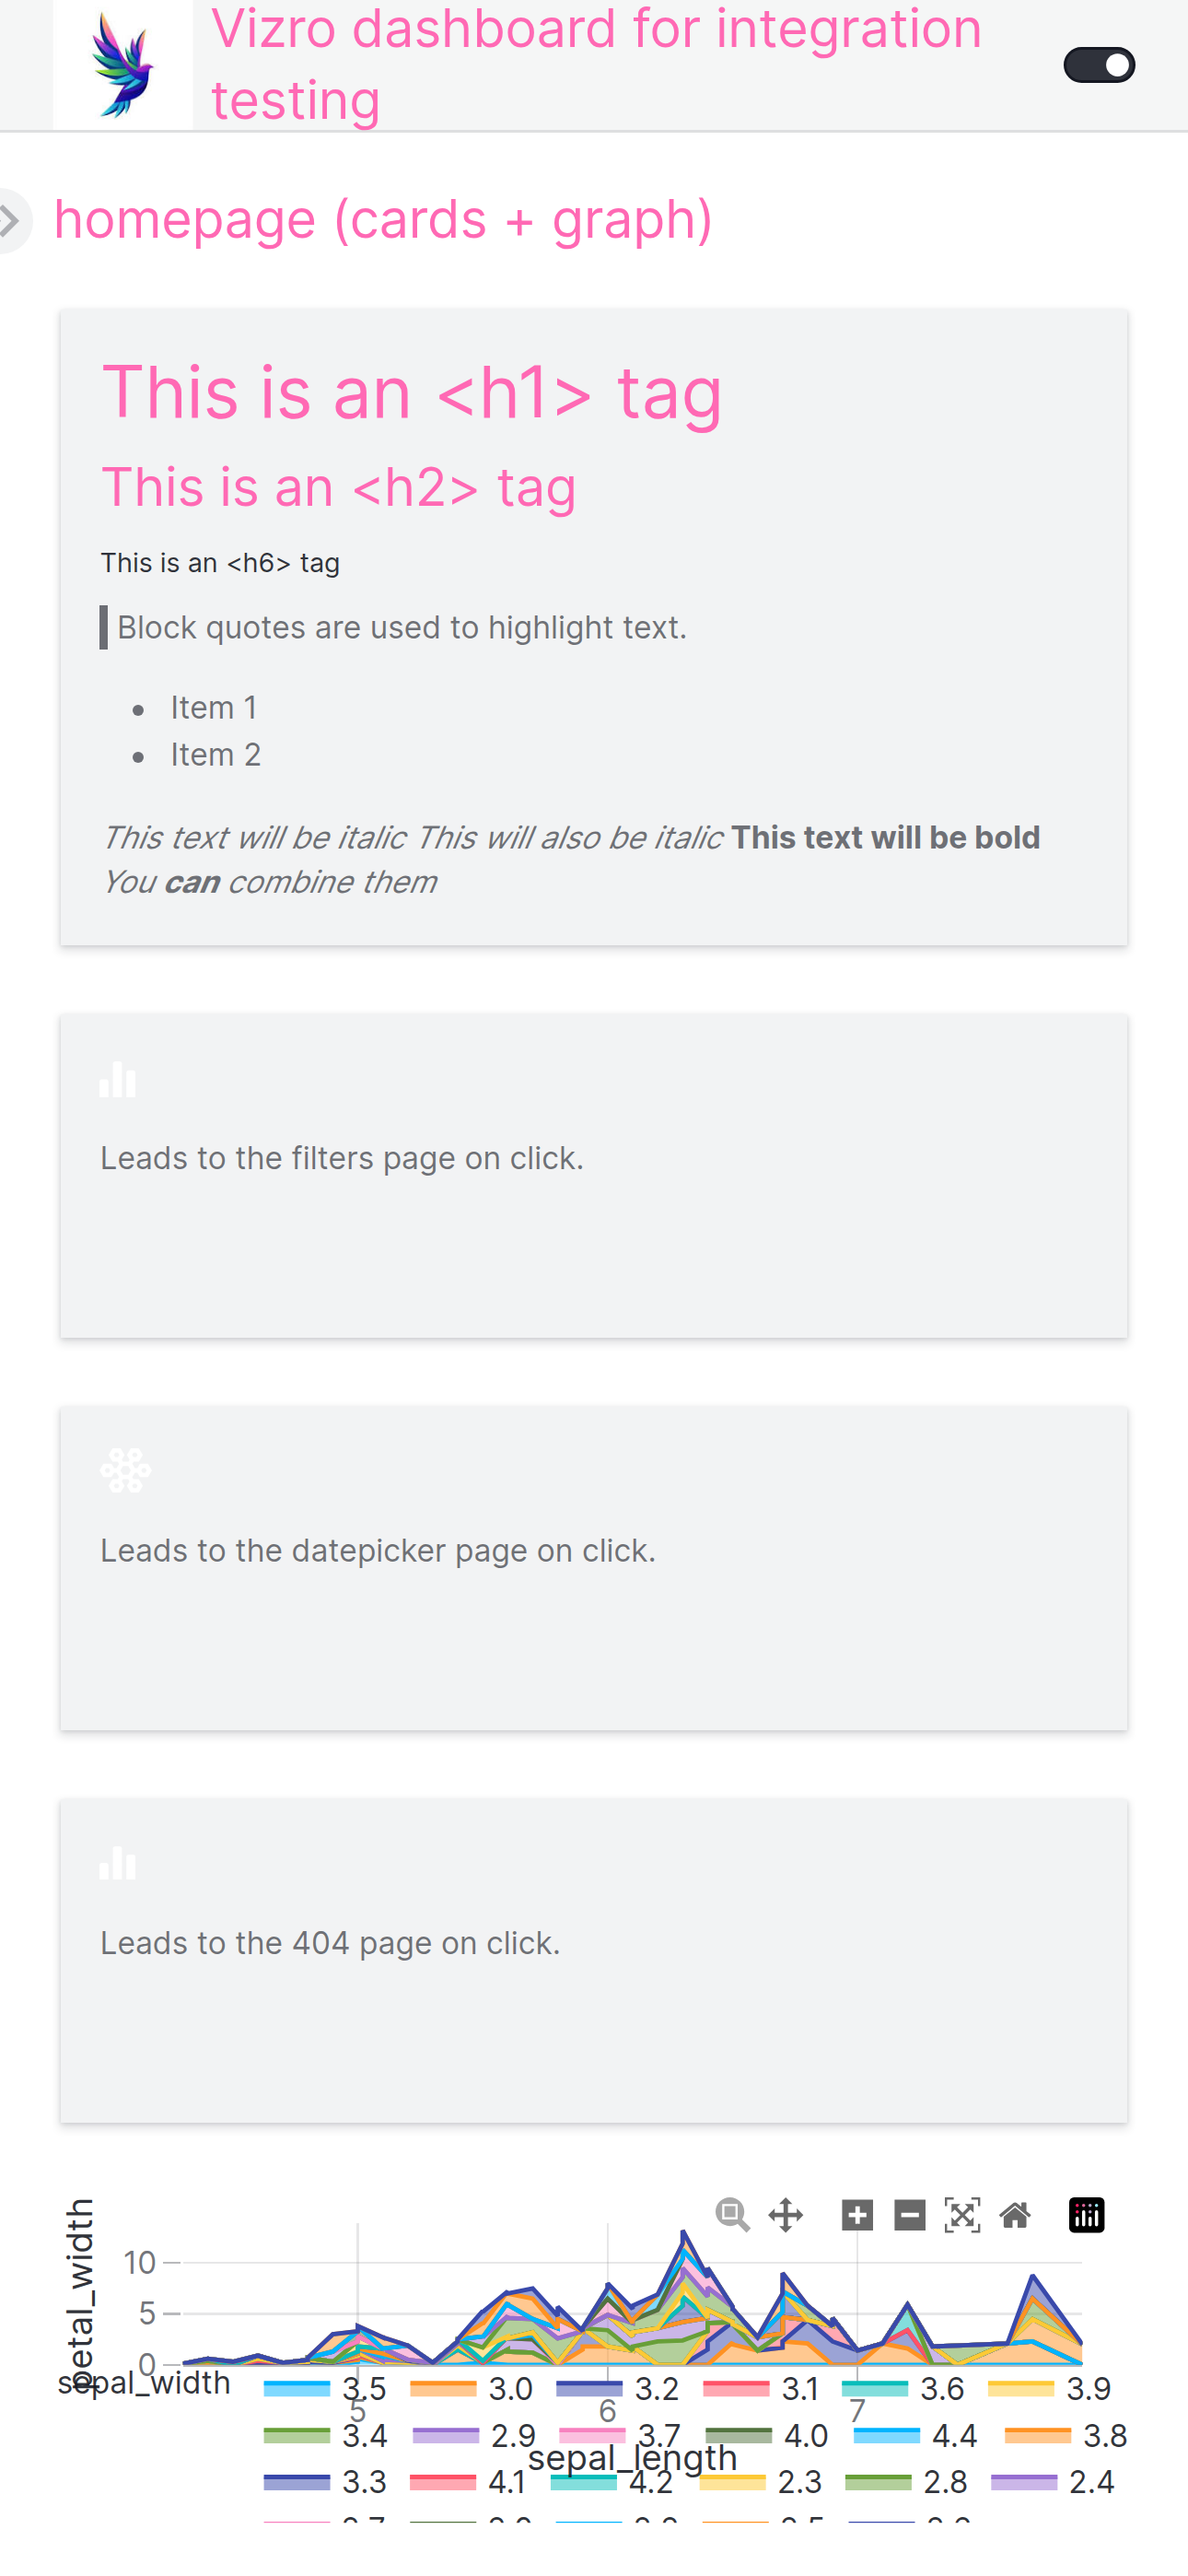 Vizro dashboard for integration
testing
homepage (cards + graph)
This is an <h1> tag
This is an <h2> tag
This is an <h6> tag
Block quotes are used to highlight text.
Item 1
Item 2
This text will be italic This will also be italic This text will be bold
You can combine them
Leads to the filters page on click.
Leads to the datepicker page on click.
Leads to the 404 page on click.
petal_width
10
5
0
sepal_width
3.5 3.0 3.2 3.1 3.6 3.9
5 6 7
3.4 2.9 3.7 4.0 4.4 3.8
sepal_length
3.3 4.1 4.2 2.3 2.8 2.4